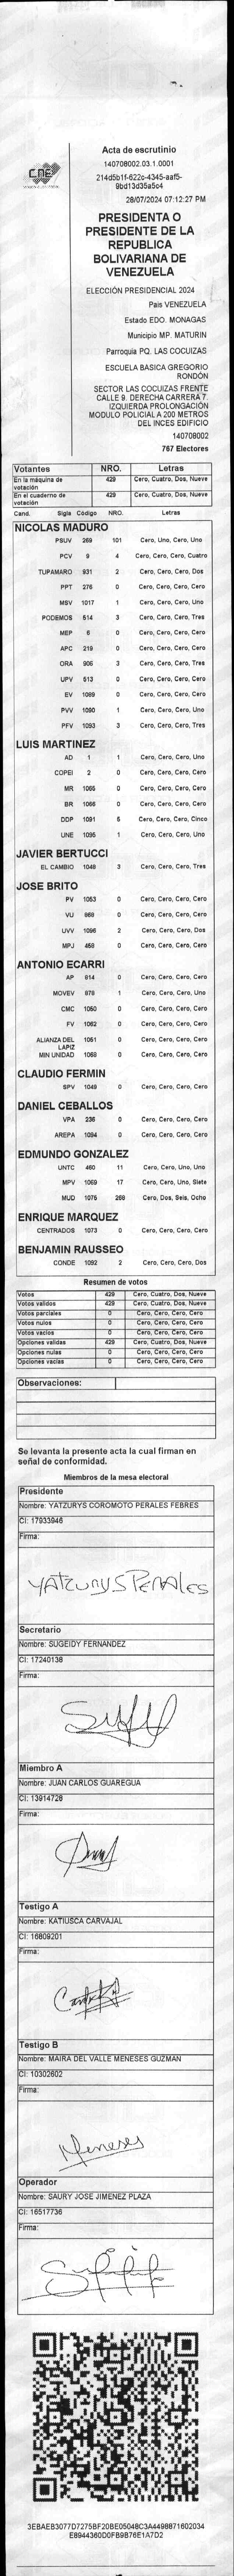 CNE
Acta de escrutinio
140708002.03.1.0001
214d5b1f-622c-4345-aaf5-
9bd13d35a5c4
28/07/2024 07:12:27 PM
PRESIDENTA O
PRESIDENTE DE LA
REPUBLICA
BOLIVARIANA DE
VENEZUELA
ELECCIÓN PRESIDENCIAL 2024
Pais VENEZUELA
Estado EDO. MONAGAS
Municipio MP. MATURIN
Parroquia PQ. LAS COCUIZAS
ESCUELA BASICA GREGORIO
RONDÓN
SECTOR LAS COCUIZAS FRENTE
CALLE 9. DERECHA CARRERA 7.
IZQUIERDA PROLONGACIÓN
MODULO POLICIAL A 200 METROS
DEL INCES EDIFICIO
140708002
767 Electores
Votantes NRO. Letras
En la máquina de votación 429 Cero, Cuatro, Dos, Nueve
En el cuaderno de votación 429 Cero, Cuatro, Dos, Nueve
Cand. Sigla Código NRO. Letras
NICOLAS MADURO
PSUV 269 101 Cero, Uno, Cero, Uno
PCV 9 4 Cero, Cero, Cero, Cuatro
TUPAMARO 931 2 Cero, Cero, Cero, Dos
PPT 276 0 Cero, Cero, Cero, Cero
MSV 1017 1 Cero, Cero, Cero, Uno
PODEMOS 514 3 Cero, Cero, Cero, Tres
MEP 6 0 Cero, Cero, Cero, Cero
APC 219 0 Cero, Cero, Cero, Cero
ORA 906 3 Cero, Cero, Cero, Tres
UPV 513 0 Cero, Cero, Cero, Cero
EV 1089 0 Cero, Cero, Cero, Cero
PVV 1090 1 Cero, Cero, Cero, Uno
PFV 1093 3 Cero, Cero, Cero, Tres
LUIS MARTINEZ
AD 1 1 Cero, Cero, Cero, Uno
COPEI 2 0 Cero, Cero, Cero, Cero
MR 1065 0 Cero, Cero, Cero, Cero
BR 1066 0 Cero, Cero, Cero, Cero
DDP 1091 5 Cero, Cero, Cero, Cinco
UNE 1095 1 Cero, Cero, Cero, Uno
JAVIER BERTUCCI
EL CAMBIO 1048 3 Cero, Cero, Cero, Tres
JOSE BRITO
PV 1053 0 Cero, Cero, Cero, Cero
VU 868 0 Cero, Cero, Cero, Cero
UVV 1096 2 Cero, Cero, Cero, Dos
MPJ 458 0 Cero, Cero, Cero, Cero
ANTONIO ECARRI
AP 914 0 Cero, Cero, Cero, Cero
MOVEV 978 1 Cero, Cero, Cero, Uno
CMC 1050 0 Cero, Cero, Cero, Cero
FV 1062 0 Cero, Cero, Cero, Cero
ALIANZA DEL LAPIZ 1051 0 Cero, Cero, Cero, Cero
MIN UNIDAD 1069 0 Cero, Cero, Cero, Cero
CLAUDIO FERMIN
SPV 1049 0 Cero, Cero, Cero, Cero
DANIEL CEBALLOS
VPA 236 0 Cero, Cero, Cero, Cero
AREPA 1094 0 Cero, Cero, Cero, Cero
EDMUNDO GONZALEZ
UNTC 460 11 Cero, Cero, Uno, Uno
MPV 1059 17 Cero, Cero, Uno, Siete
MUD 1075 268 Cero, Dos, Seis, Ocho
ENRIQUE MARQUEZ
CENTRADOS 1073 0 Cero, Cero, Cero, Cero
BENJAMIN RAUSSEO
CONDE 1092 2 Cero, Cero, Cero, Dos
Resumen de votos
Votos 429 Cero, Cuatro, Dos, Nueve
Votos validos 429 Cero, Cuatro, Dos, Nueve
Votos parciales 0 Cero, Cero, Cero, Cero
Votos nulos 0 Cero, Cero, Cero, Cero
Votos vacios 0 Cero, Cero, Cero, Cero
Opciones validas 429 Cero, Cuatro, Dos, Nueve
Opciones nulas 0 Cero, Cero, Cero, Cero
Opciones vacias 0 Cero, Cero, Cero, Cero
Observaciones:
Se levanta la presente acta la cual firman en
señal de conformidad.
Miembros de la mesa electoral
Presidente
Nombre: YATZURYS COROMOTO PERALES FEBRES
CI: 17933946
Firma:
YATZURYS PERALES
Secretario
Nombre: SUGEIDY FERNANDEZ
CI: 17240138
Firma:
Miembro A
Nombre: JUAN CARLOS GUAREGUA
CI: 13914728
Firma:
Testigo A
Nombre: KATIUSCA CARVAJAL
CI: 16809201
Firma:
Testigo B
Nombre: MAIRA DEL VALLE MENESES GUZMAN
CI: 10302602
Firma:
Meneses
Operador
Nombre: SAURY JOSE JIMENEZ PLAZA
CI: 16517736
Firma:
3EBAEB3077D7275BF20BE05048C3A4498871602034
E8944360D0FB9B76E1A7D2